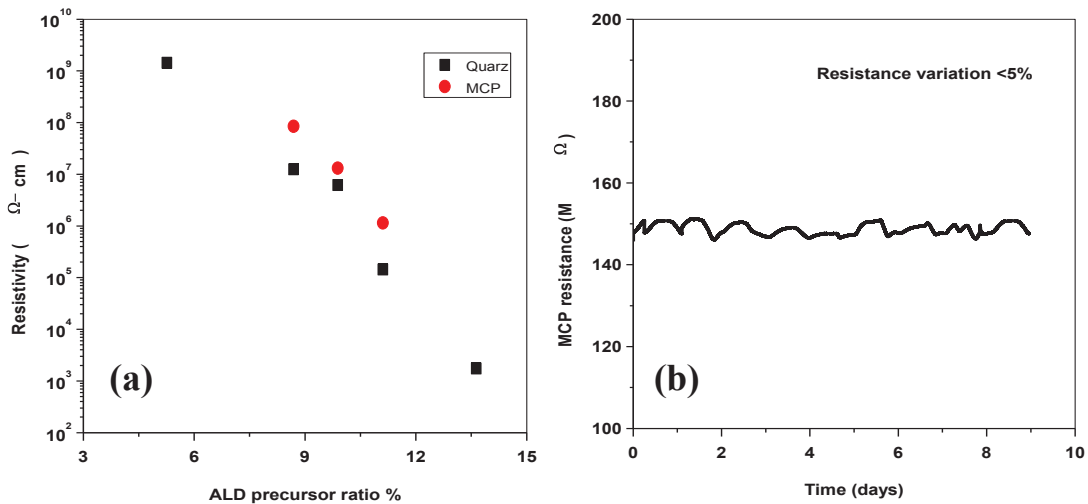 10^10
10^9
10^8
10^7
10^6
10^5
10^4
10^3
10^2
Resistivity ( Ω− cm )
Quarz
MCP
(a)
3 6 9 12 15
ALD precursor ratio %
200
180
160
140
120
100
MCP resistance (M Ω )
Resistance variation <5%
(b)
0 2 4 6 8 10
Time (days)